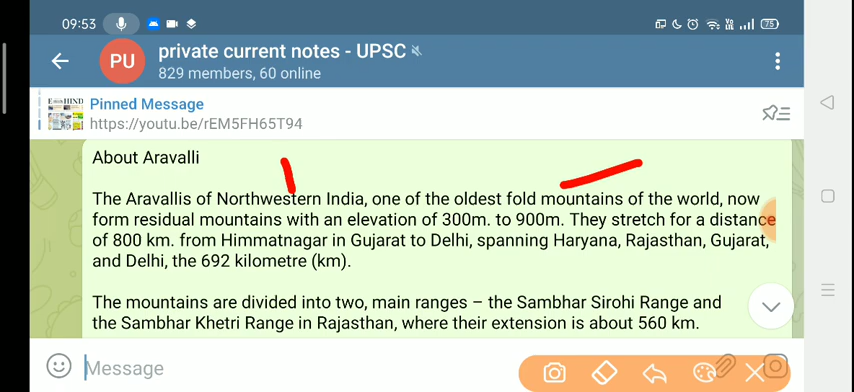 09:53
75
PU
private current notes - UPSC
829 members, 60 online
Pinned Message
https://youtu.be/rEM5FH65T94
About Aravalli
The Aravallis of Northwestern India, one of the oldest fold mountains of the world, now
form residual mountains with an elevation of 300m. to 900m. They stretch for a distance
of 800 km. from Himmatnagar in Gujarat to Delhi, spanning Haryana, Rajasthan, Gujarat,
and Delhi, the 692 kilometre (km).
The mountains are divided into two, main ranges – the Sambhar Sirohi Range and
the Sambhar Khetri Range in Rajasthan, where their extension is about 560 km.
Message